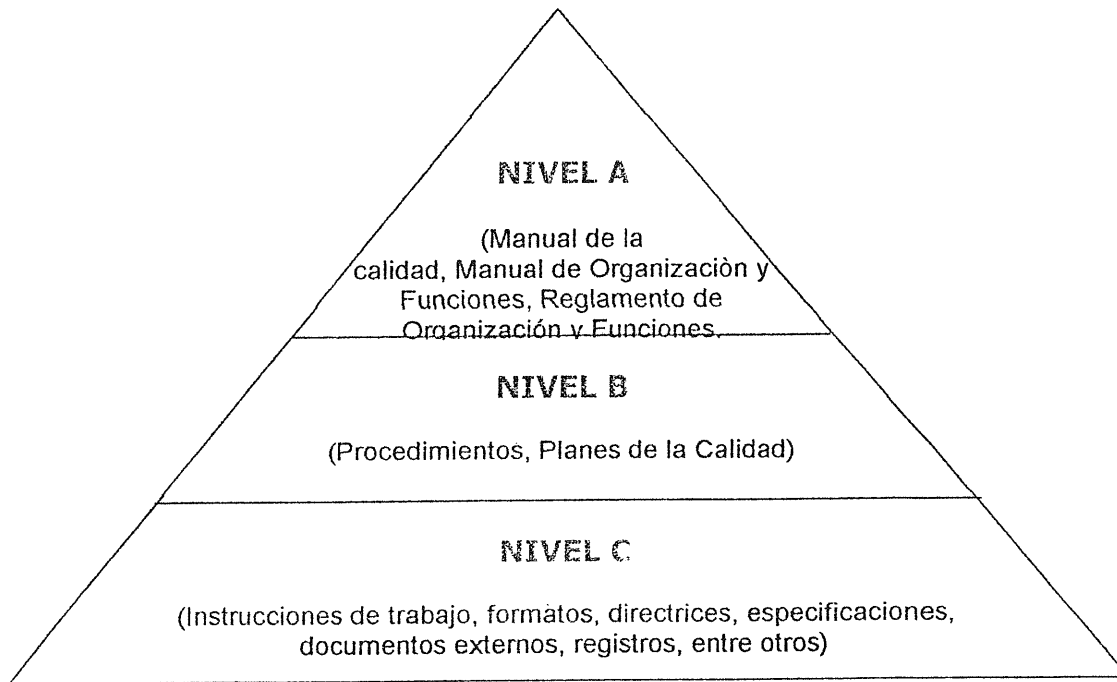 NIVEL A
(Manual de la
calidad, Manual de Organizaciòn y
Funciones, Reglamento de
Organización y Funciones.
NIVEL B
(Procedimientos, Planes de la Calidad)
NIVEL C
(Instrucciones de trabajo, formatos, directrices, especificaciones,
documentos externos, registros, entre otros)